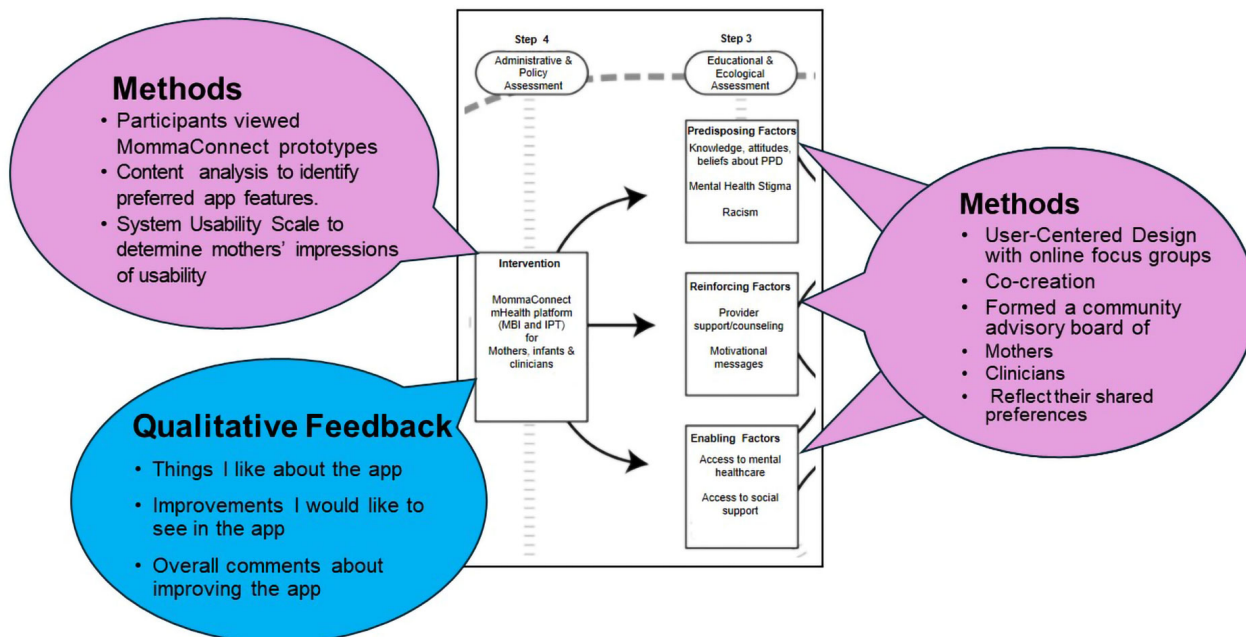 Methods
• Participants viewed
MommaConnect prototypes
• Content analysis to identify
preferred app features.
• System Usability Scale to
determine mothers' impressions
of usability
Qualitative Feedback
• Things I like about the app
• Improvements I would like to
see in the app
• Overall comments about
improving the app
Step 4
Administrative &
Policy
Assessment
Intervention
MommaConnect
mHealth platform
(MBI and IPT)
for
Mothers, infants &
clinicians
Step 3
Educational &
Ecological
Assessment
Predisposing Factors
Knowledge, attitudes,
beliefs about PPD
Mental Health Stigma
Racism
Reinforcing Factors
Provider
support/counseling
Motivational
messages
Enabling Factors
Access to mental
healthcare
Access to social
support
Methods
• User-Centered Design
with online focus groups
• Co-creation
• Formed a community
advisory board of
• Mothers
• Clinicians
• Reflect their shared
preferences